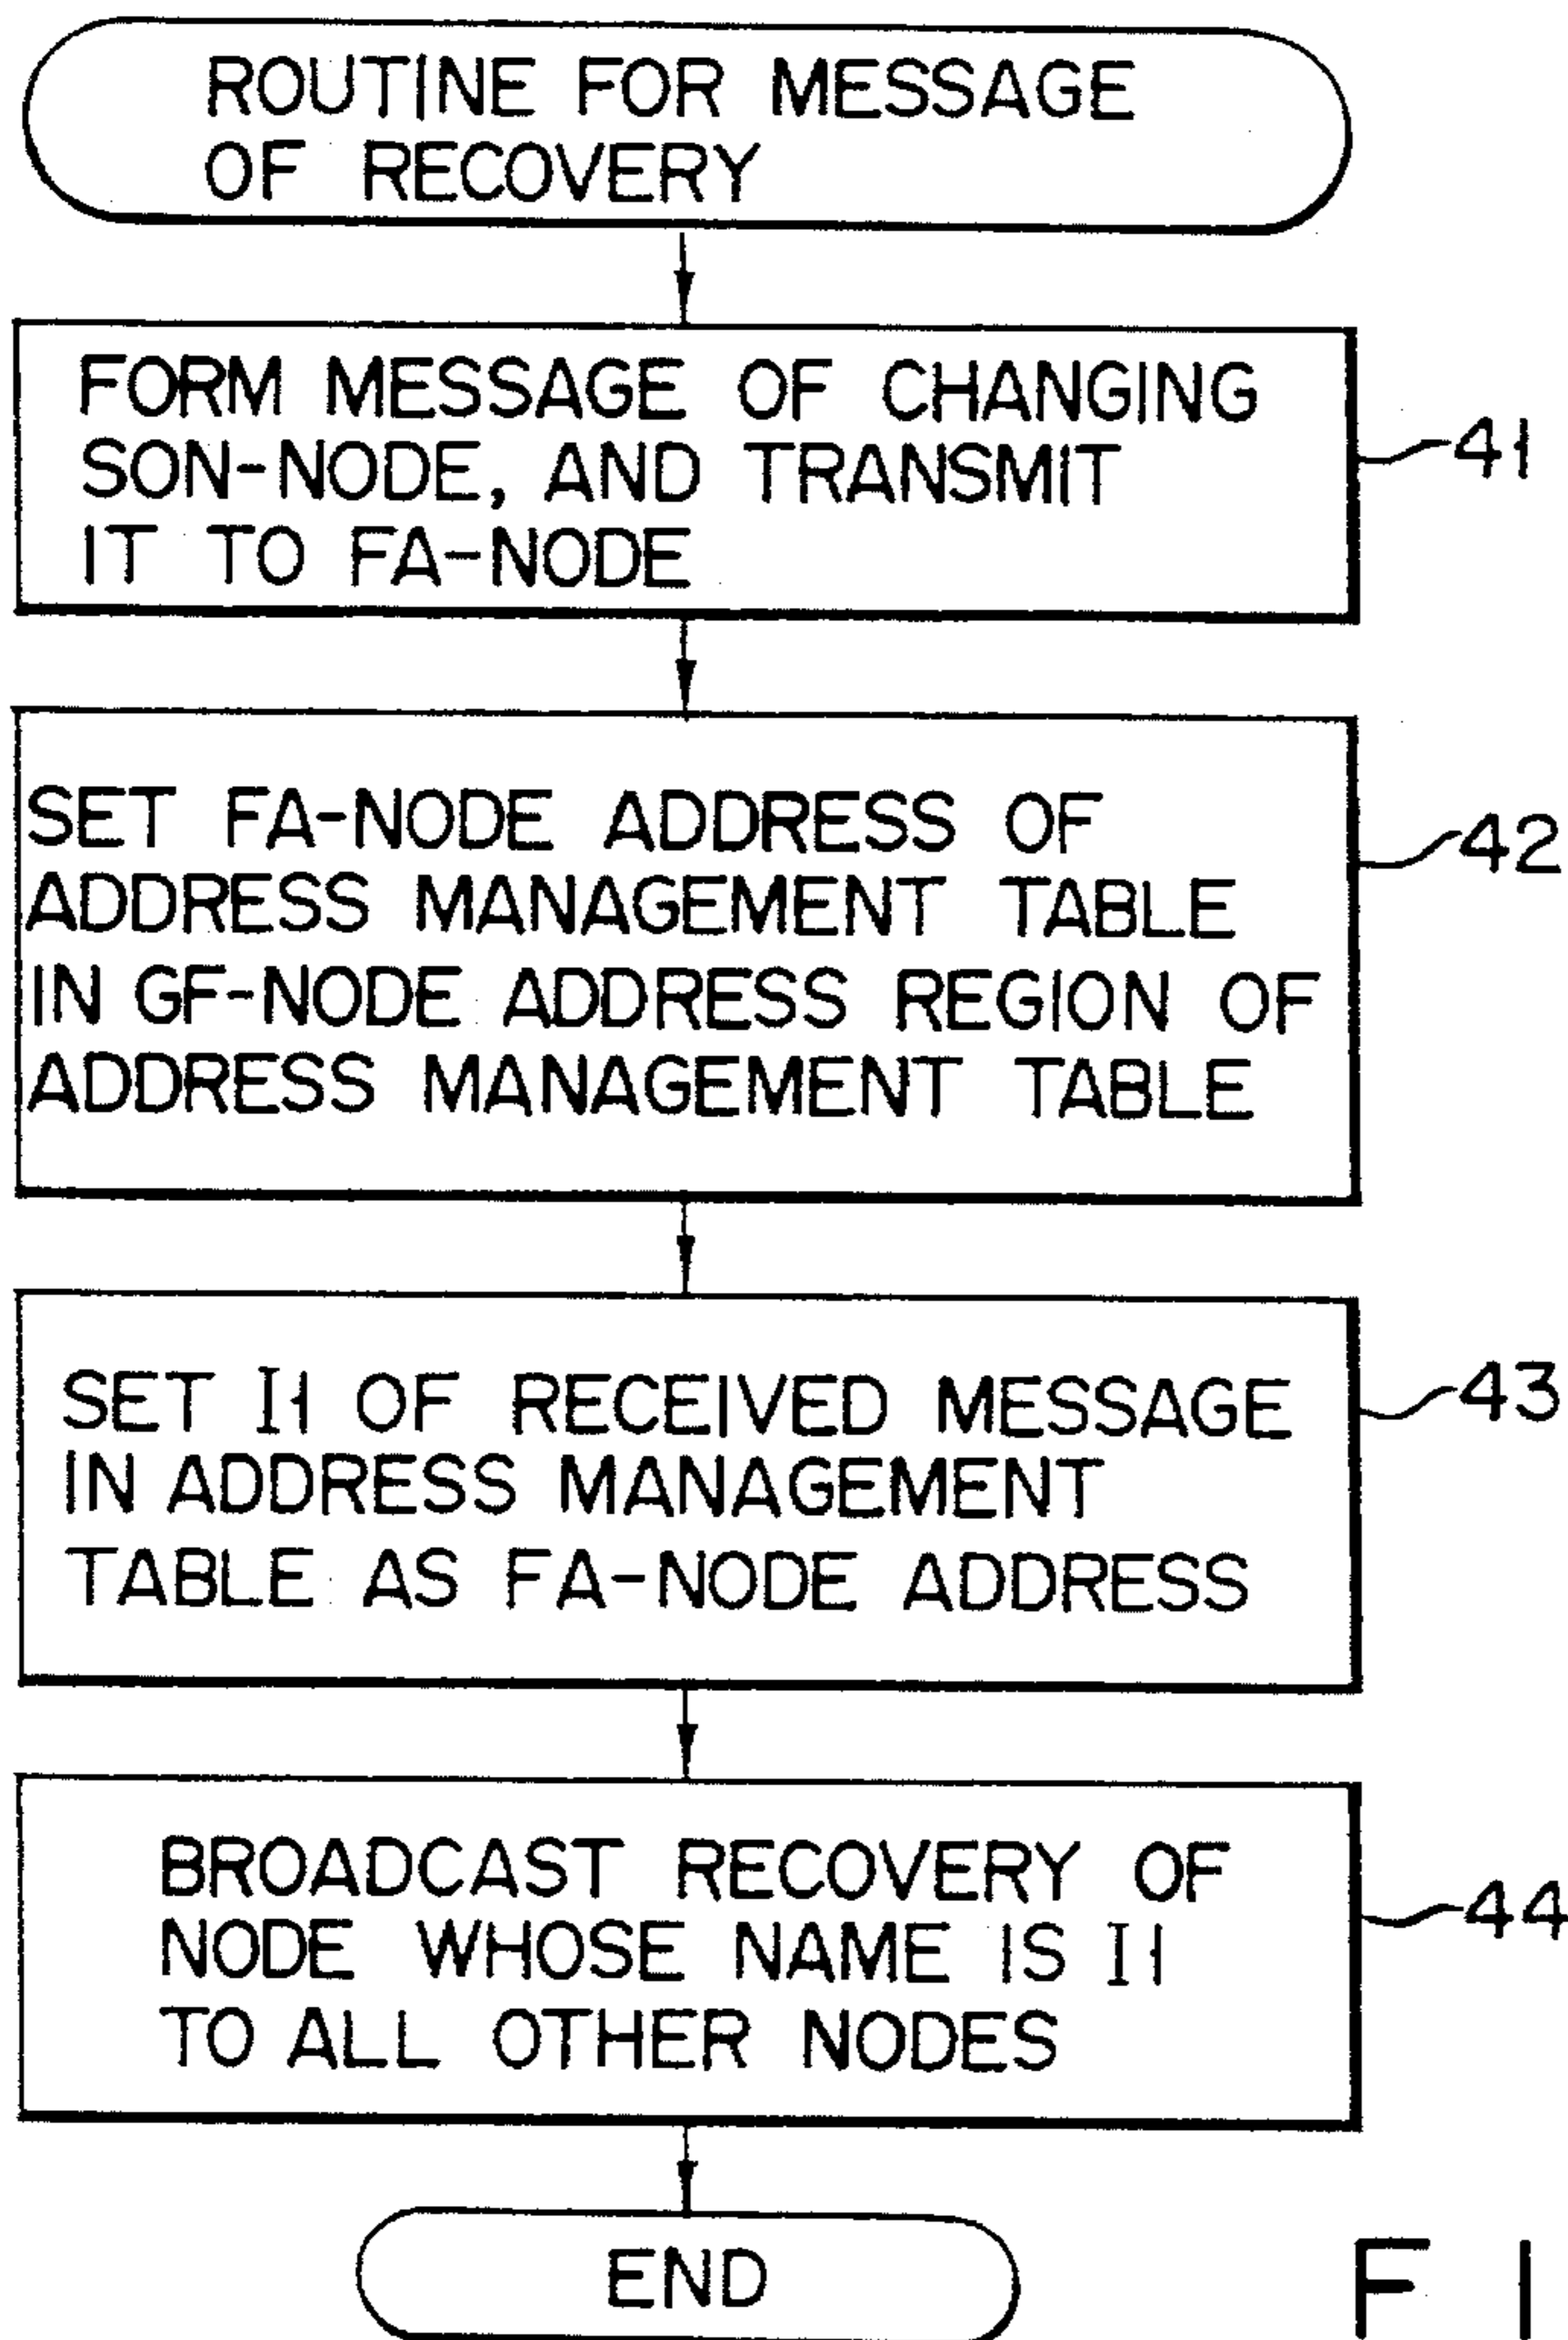 ROUTINE FOR MESSAGE
OF RECOVERY
FORM MESSAGE OF CHANGING
SON-NODE, AND TRANSMIT
IT TO FA-NODE
41
SET FA-NODE ADDRESS OF
ADDRESS MANAGEMENT TABLE
IN GF-NODE ADDRESS REGION OF
ADDRESS MANAGEMENT TABLE
42
SET I1 OF RECEIVED MESSAGE
IN ADDRESS MANAGEMENT
TABLE AS FA-NODE ADDRESS
43
BROADCAST RECOVERY OF
NODE WHOSE NAME IS I1
TO ALL OTHER NODES
44
END